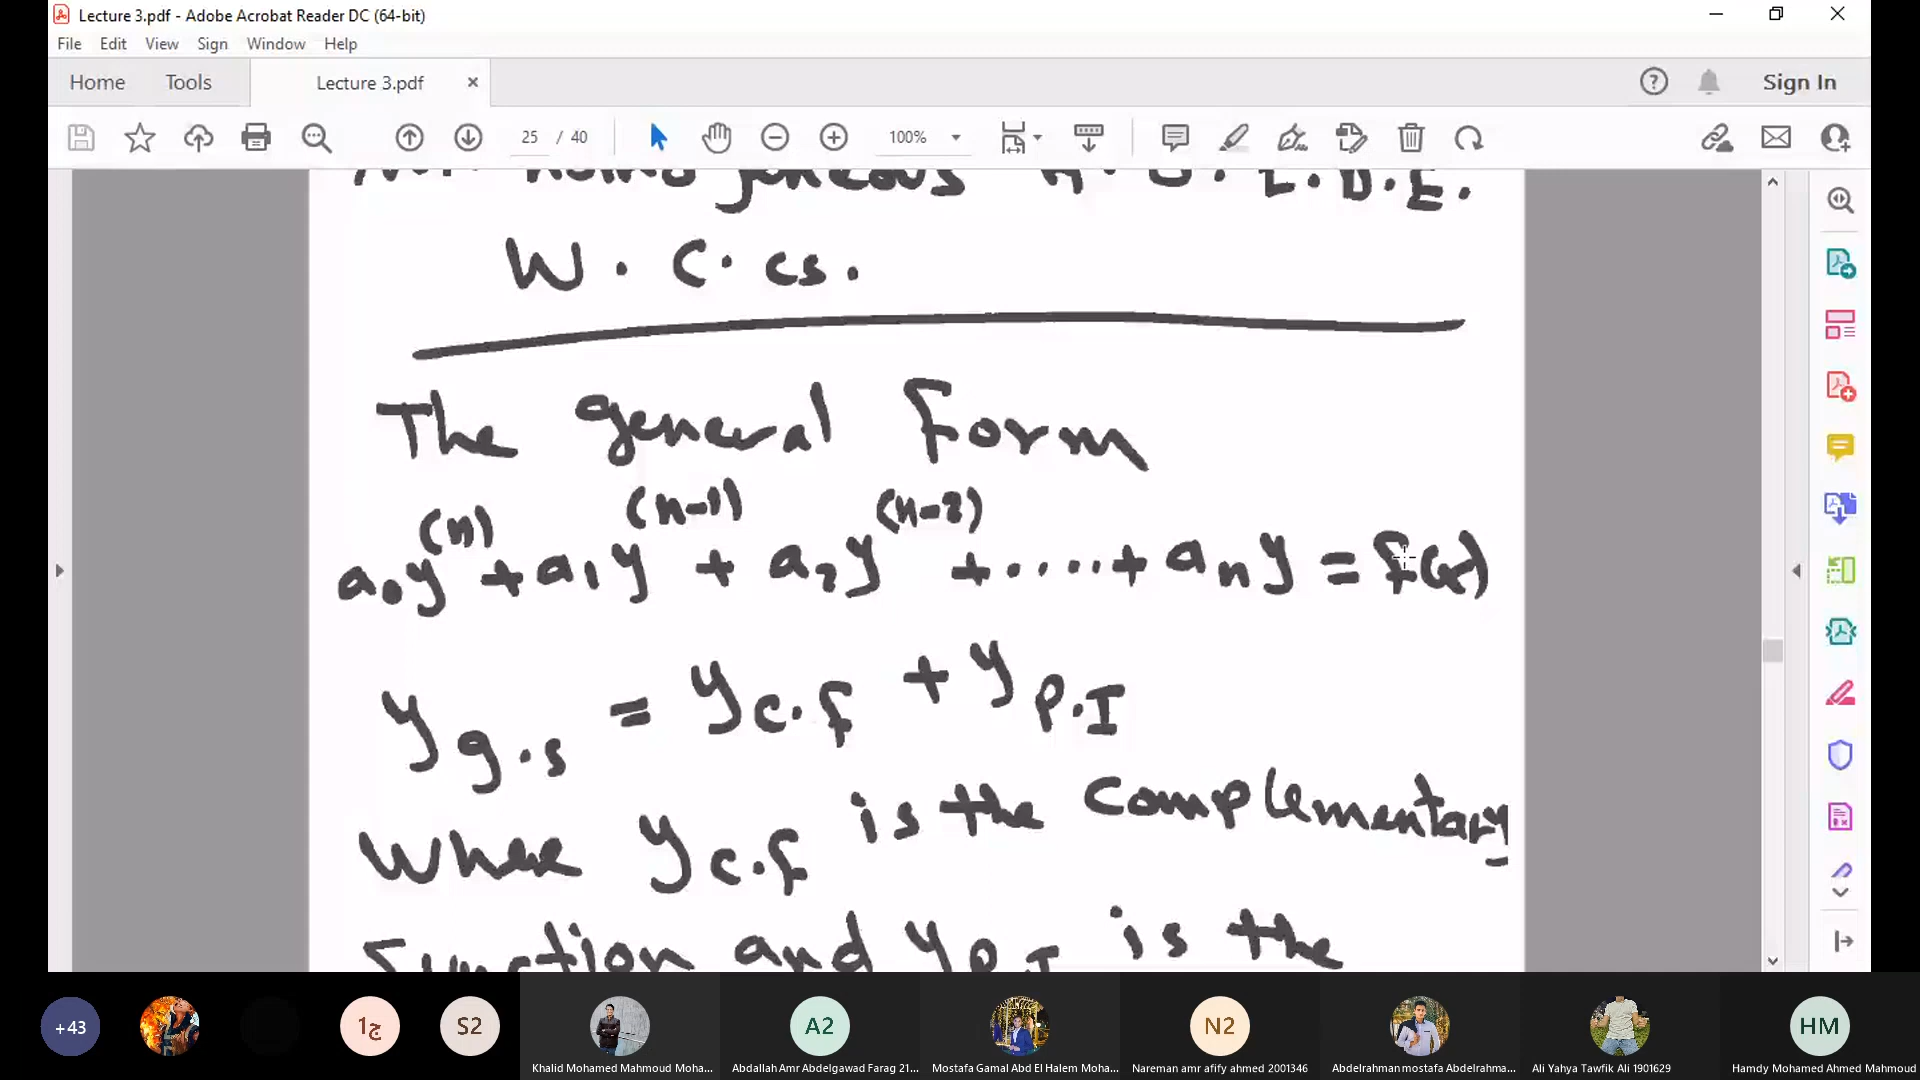 Lecture 3.pdf - Adobe Acrobat Reader DC (64-bit)
File Edit View Sign Window Help
Home Tools Lecture 3.pdf × Sign In
25 / 40 100%
W. C. cs.
The general form
a₀y⁽ⁿ⁾ + a₁y⁽ⁿ⁻¹⁾ + a₂y⁽ⁿ⁻²⁾ + ..... + aₙy = f(x)
y g.s = y c.f + y P.I
Where y c.f is the Complementary
Function and y P.I is the
+43 ج1 S2 A2 N2 HM
Khalid Mohamed Mahmoud Moha... Abdallah Amr Abdelgawad Farag 21... Mostafa Gamal Abd El Halem Moha... Nareman amr afify ahmed 2001346 Abdelrahman mostafa Abdelrahma... Ali Yahya Tawfik Ali 1901629 Hamdy Mohamed Ahmed Mahmoud